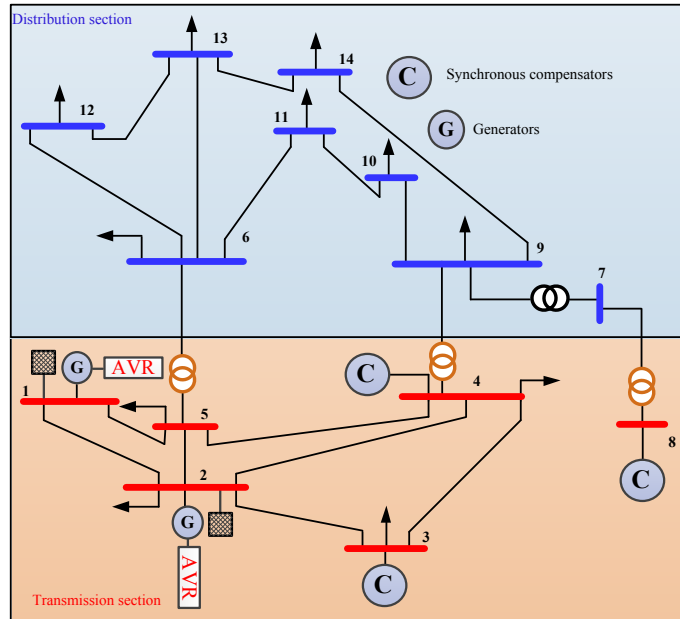 Distribution section
13
14
C
Synchronous compensators
12
11
G
Generators
10
6
9
7
G
AVR
C
1
4
5
8
2
C
G
3
AVR
C
Transmission section